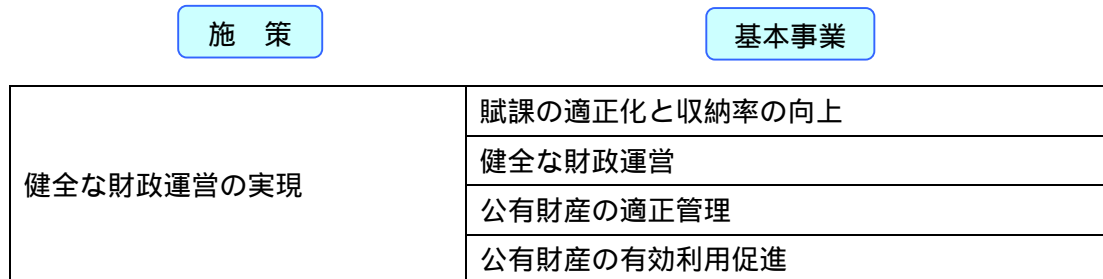 施　策
基本事業
健全な財政運営の実現
賦課の適正化と収納率の向上
健全な財政運営
公有財産の適正管理
公有財産の有効利用促進